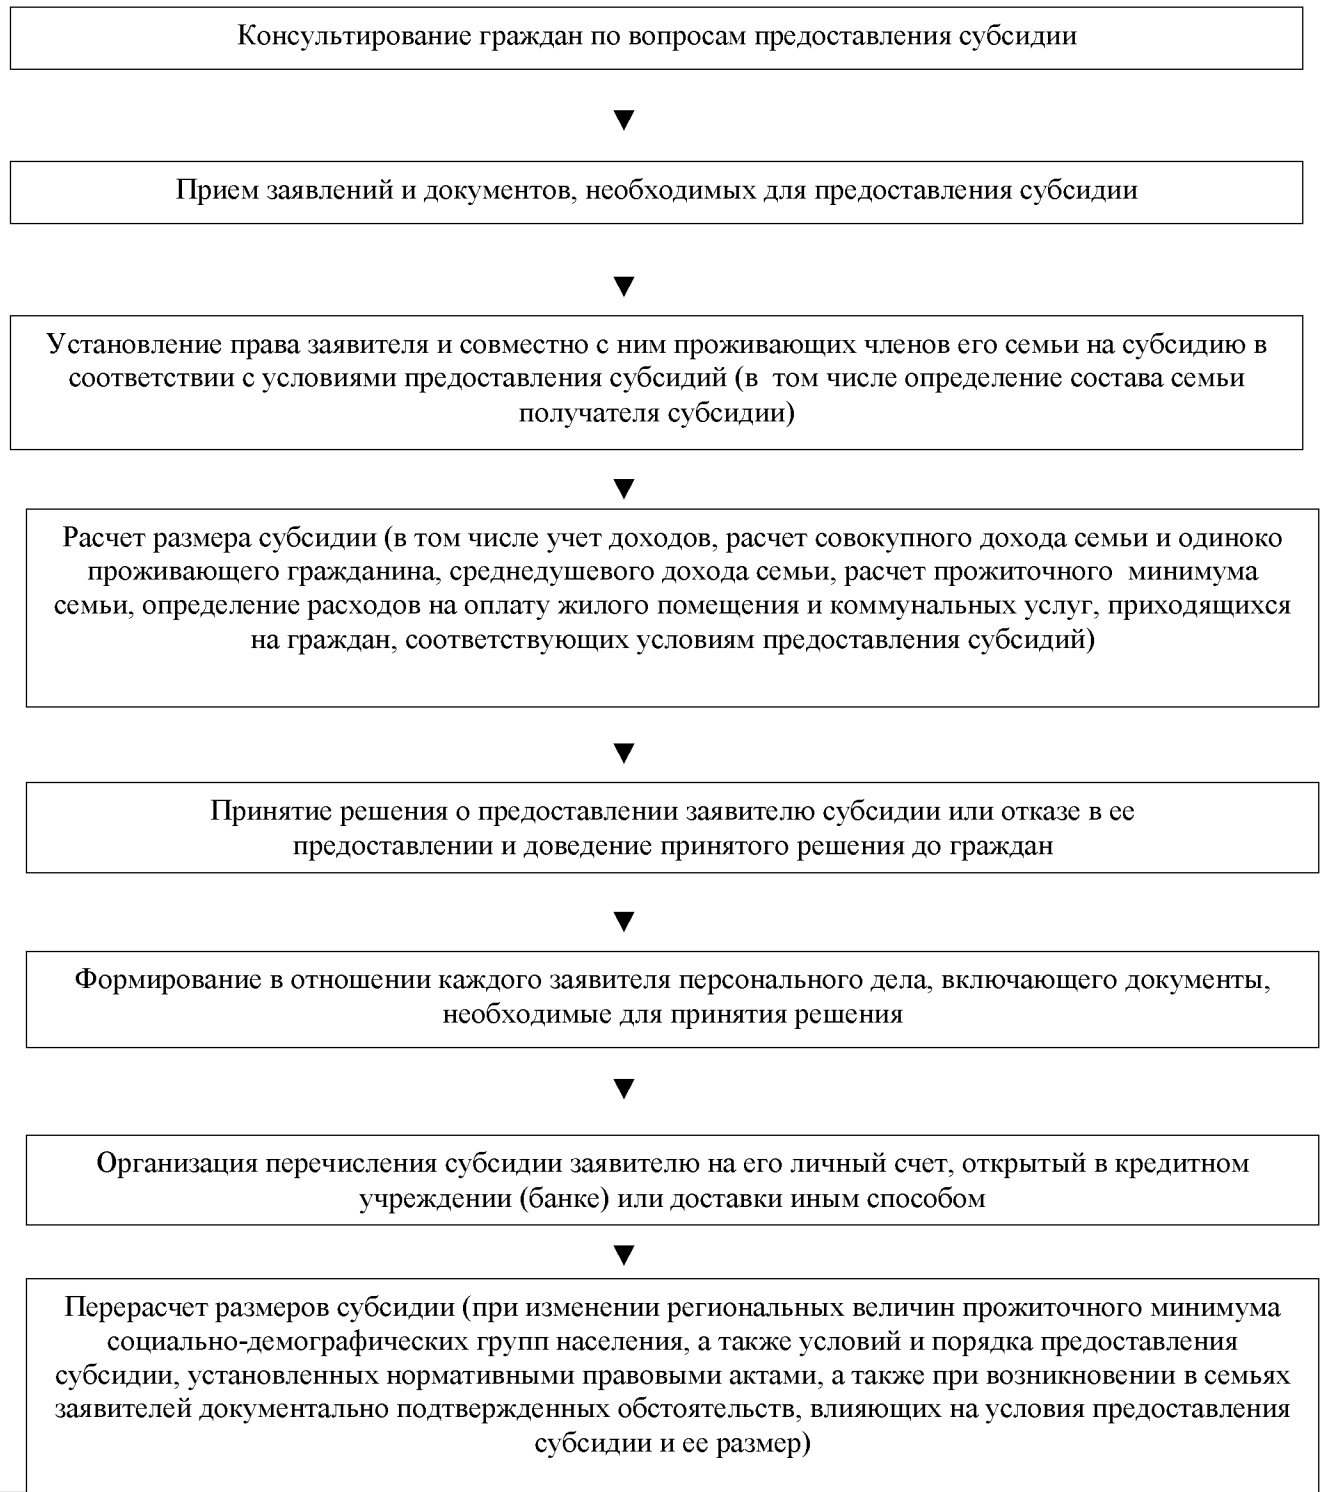 Консультирование граждан по вопросам предоставления субсидии
▼
Прием заявлений и документов, необходимых для предоставления субсидии
▼
Установление права заявителя и совместно с ним проживающих членов его семьи на субсидию в
соответствии с условиями предоставления субсидий (в  том числе определение состава семьи
получателя субсидии)
▼
Расчет размера субсидии (в том числе учет доходов, расчет совокупного дохода семьи и одиноко
проживающего гражданина, среднедушевого дохода семьи, расчет прожиточного  минимума
семьи, определение расходов на оплату жилого помещения и коммунальных услуг, приходящихся
на граждан, соответствующих условиям предоставления субсидий)
▼
Принятие решения о предоставлении заявителю субсидии или отказе в ее
предоставлении и доведение принятого решения до граждан
▼
Формирование в отношении каждого заявителя персонального дела, включающего документы,
необходимые для принятия решения
▼
Организация перечисления субсидии заявителю на его личный счет, открытый в кредитном
учреждении (банке) или доставки иным способом
▼
Перерасчет размеров субсидии (при изменении региональных величин прожиточного минимума
социально-демографических групп населения, а также условий и порядка предоставления
субсидии, установленных нормативными правовыми актами, а также при возникновении в семьях
заявителей документально подтвержденных обстоятельств, влияющих на условия предоставления
субсидии и ее размер)